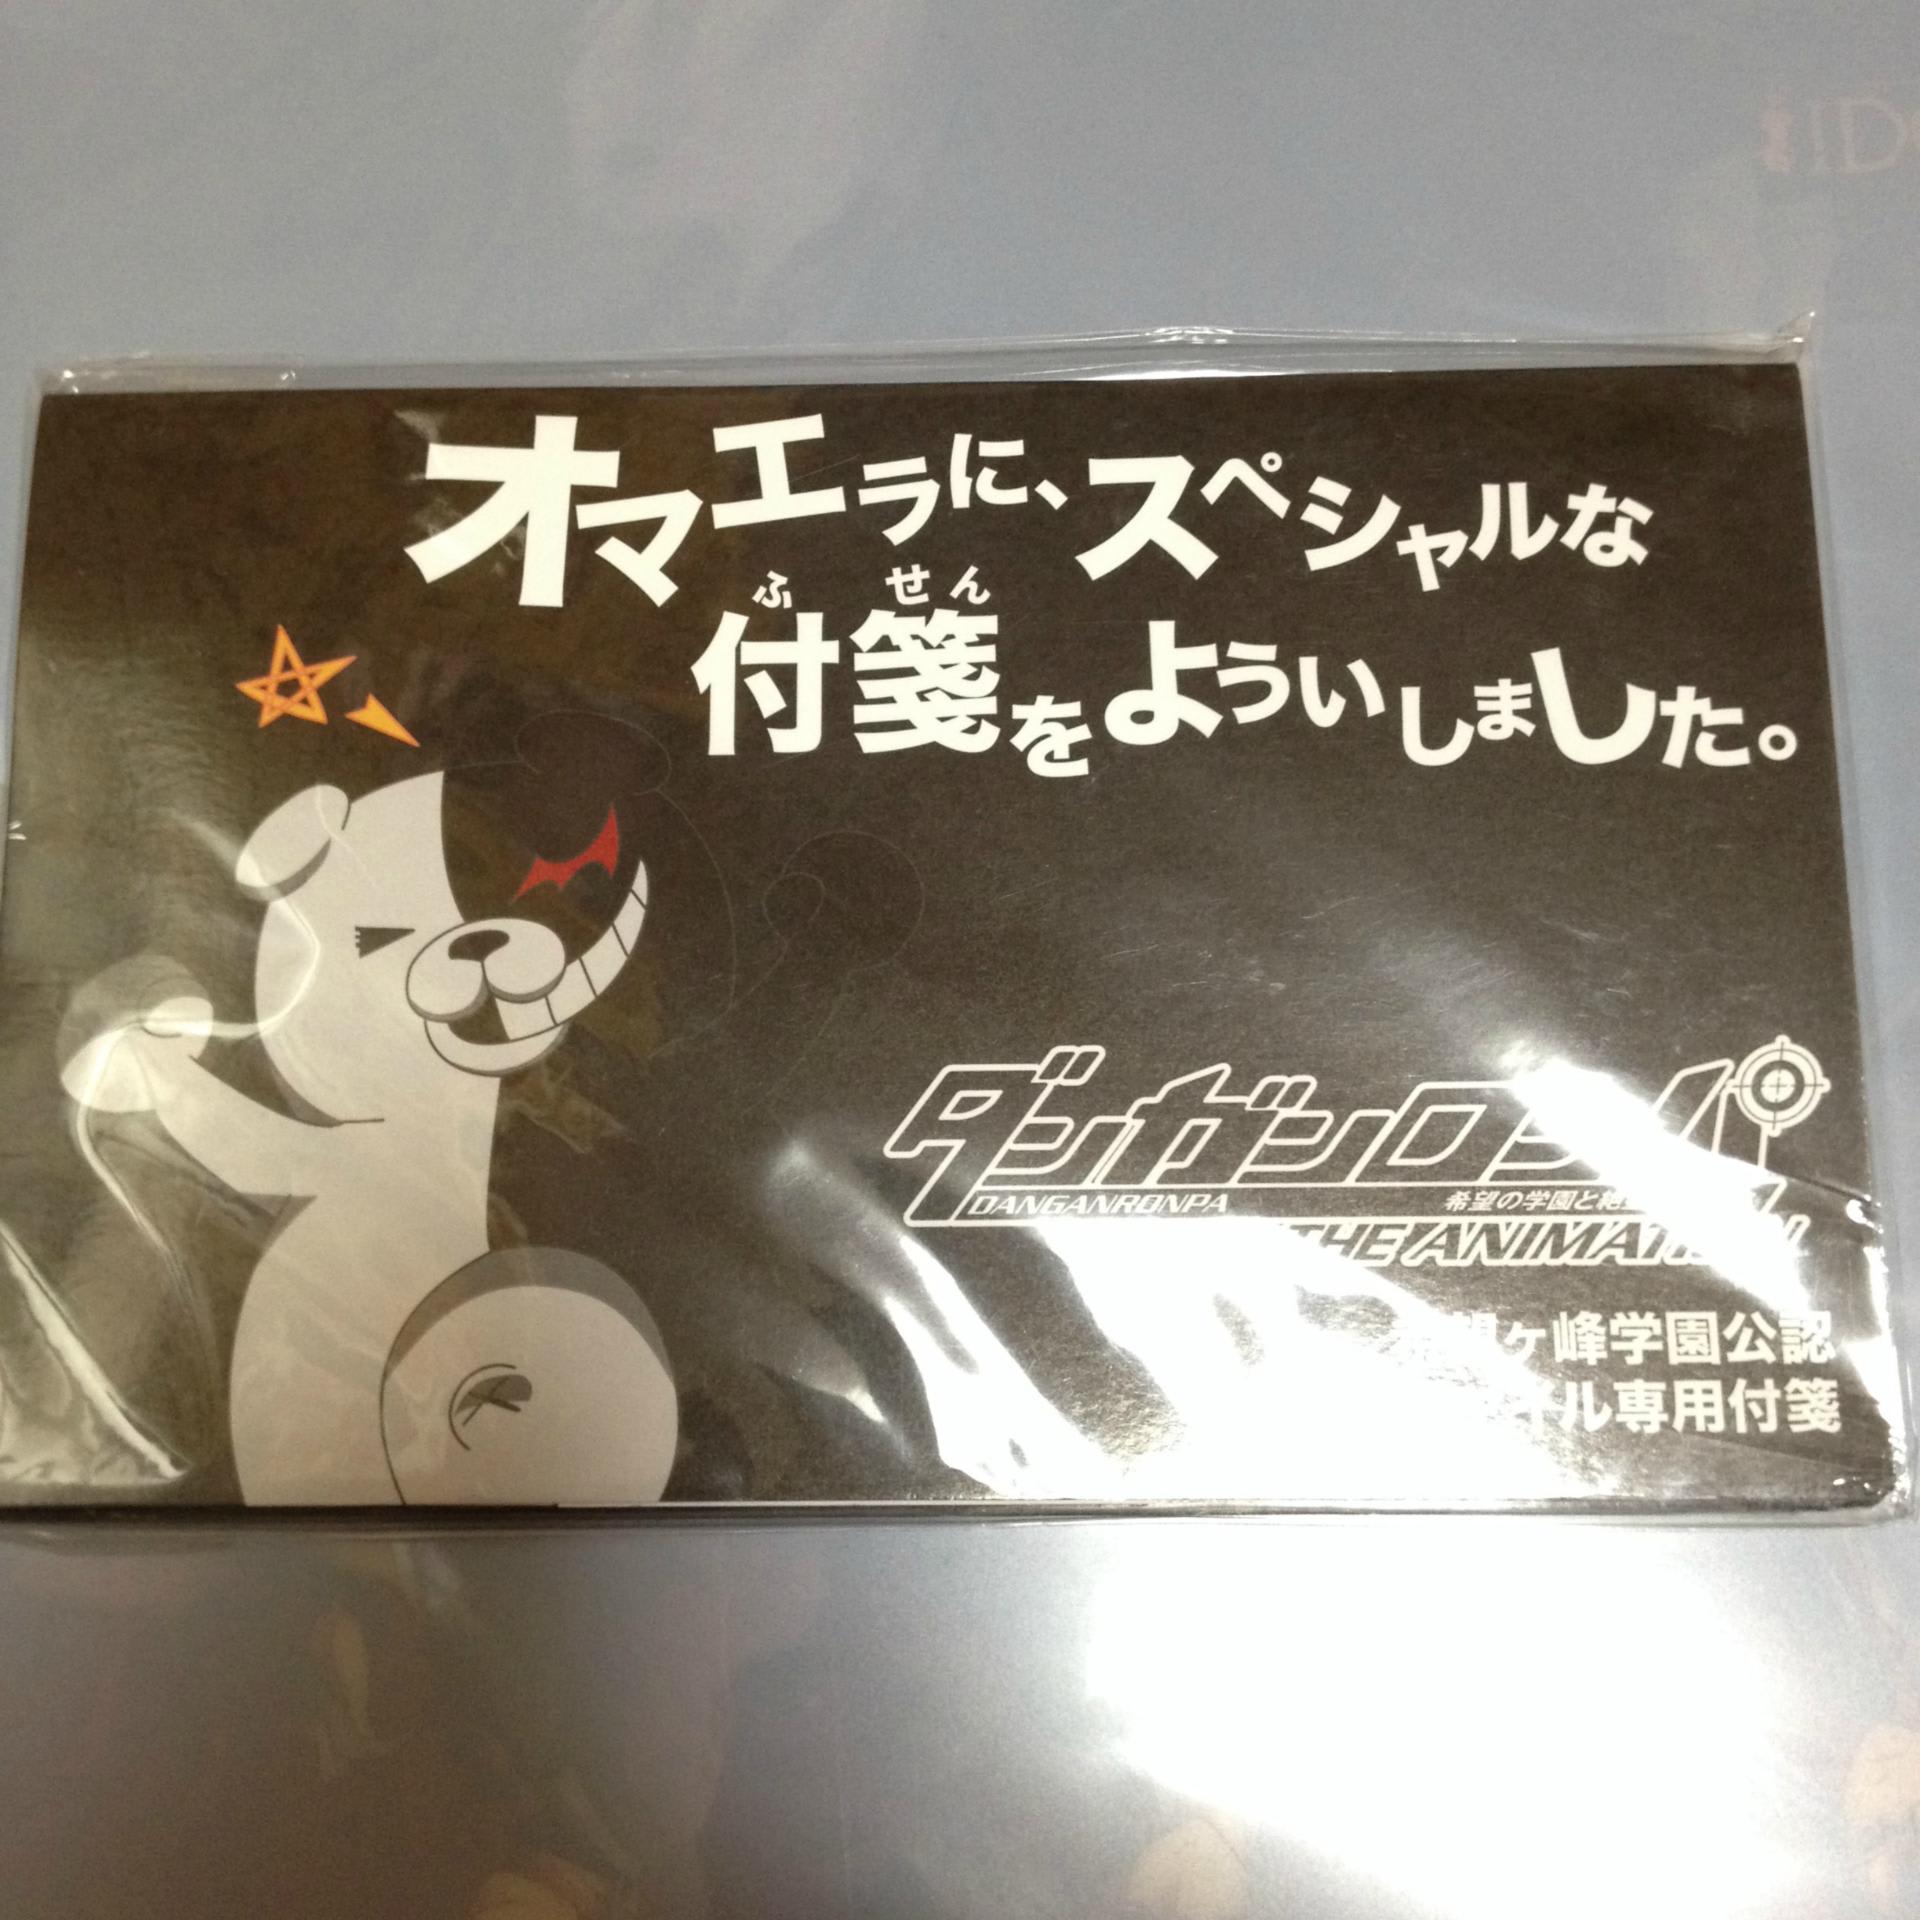 オマエラに、スペシャルな
ふせん
付箋をよういしました。
ダンガンロンパ
DANGANRONPA
希望の学園と絶
THE ANIMATION
ヶ峰学園公認
イル専用付箋